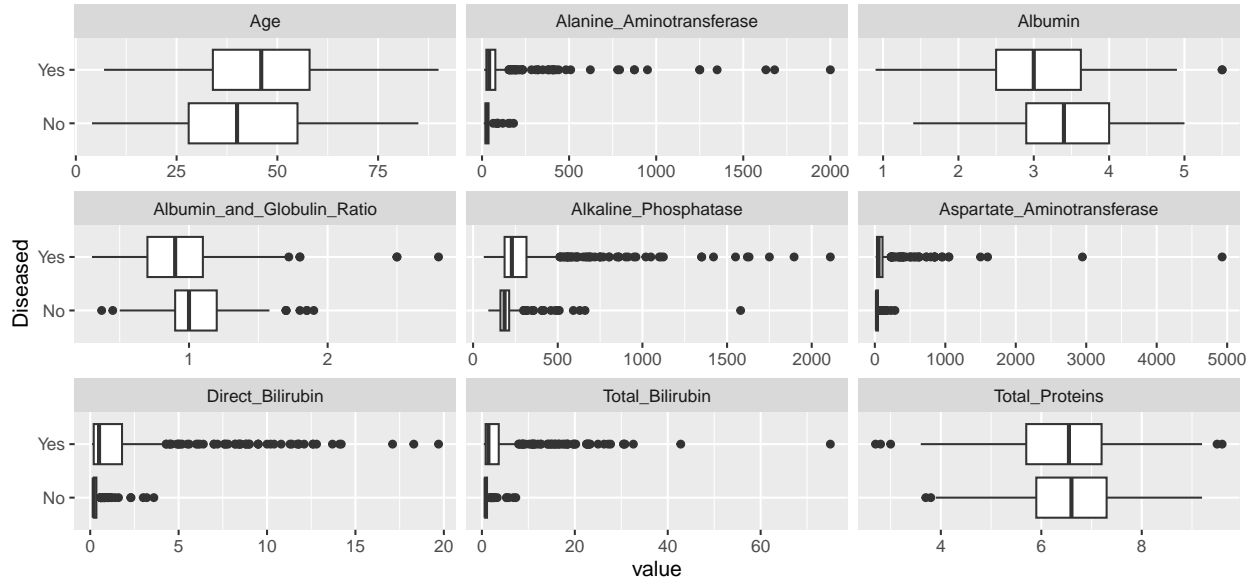 Age Alanine_Aminotransferase Albumin
Yes
No
0 25 50 75 0 500 1000 1500 2000 1 2 3 4 5
Albumin_and_Globulin_Ratio Alkaline_Phosphatase Aspartate_Aminotransferase
Diseased
Yes
No
1 2 0 500 1000 1500 2000 0 1000 2000 3000 4000 5000
Direct_Bilirubin Total_Bilirubin Total_Proteins
Yes
No
0 5 10 15 20 0 20 40 60 4 6 8
value